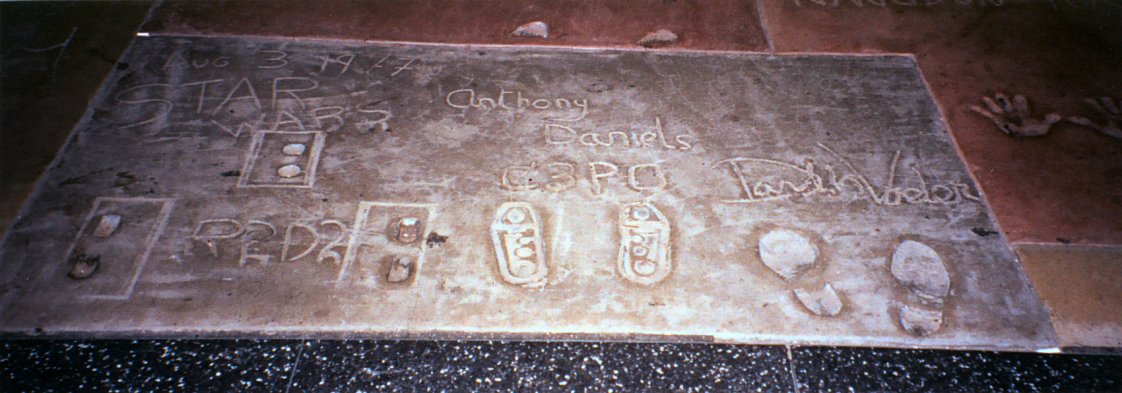 AUG 3, 1977
STAR
WARS
Anthony
Daniels
C3PO
Darth Vader
R2D2